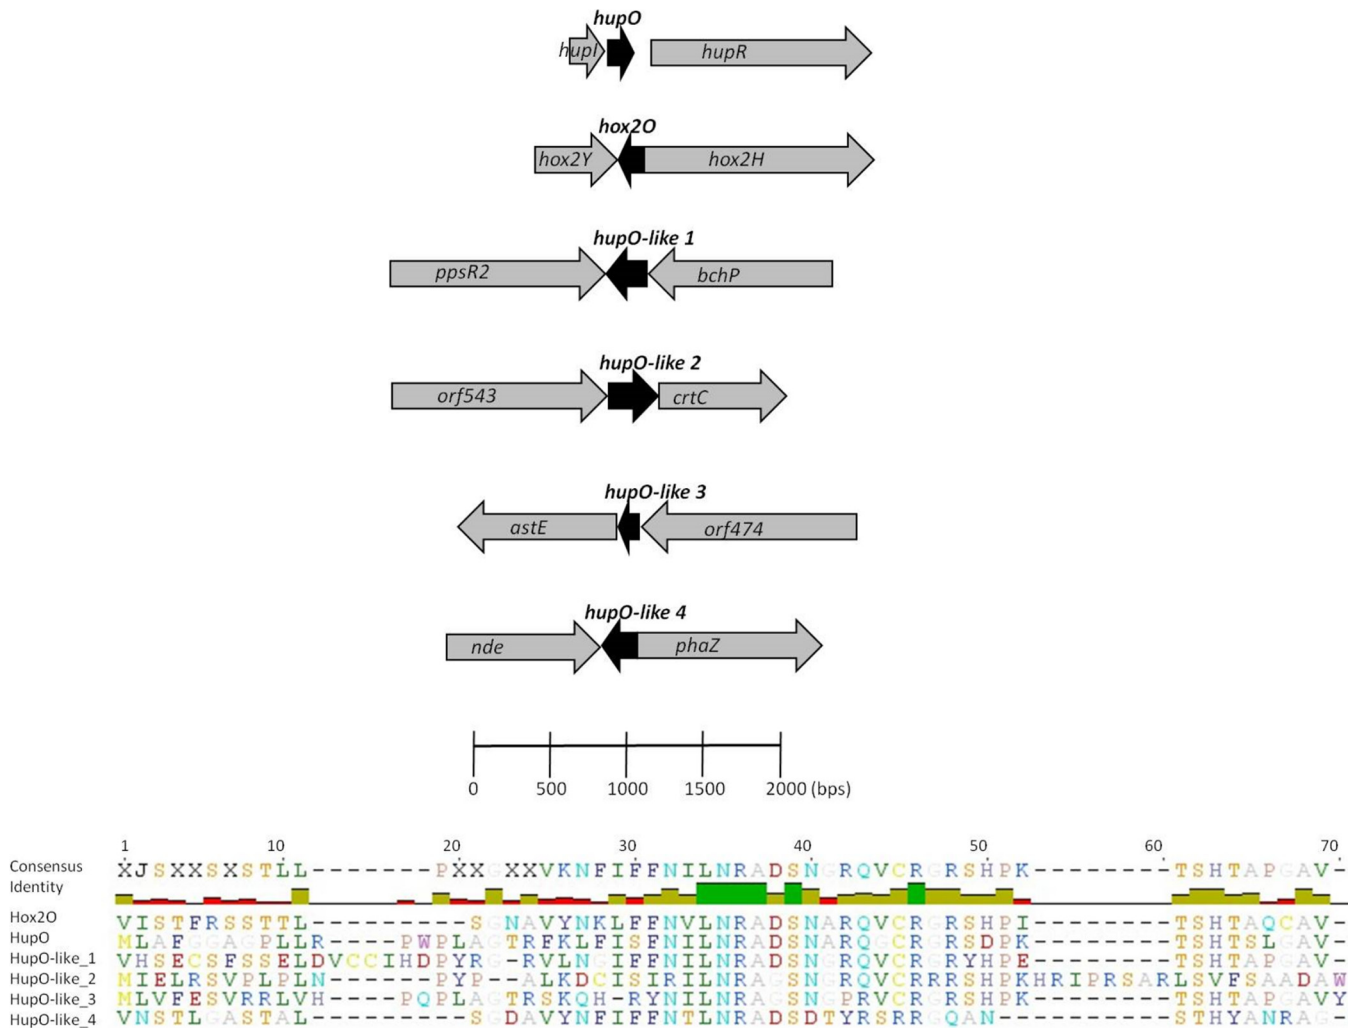 hupO
hupI hupR
hox2O
hox2Y hox2H
hupO-like 1
ppsR2 bchP
hupO-like 2
orf543 crtC
hupO-like 3
astE orf474
hupO-like 4
nde phaZ
0 500 1000 1500 2000 (bps)
1 10 20 30 40 50 60 70
Consensus XJSXXSXSTLL-------PXXGXXVKNFIFFNILNRADSNGRQVCRGRSHPK--------TSHTAPGAV-
Identity
Hox2O VISTFRSSTTL---------SGNAVYNKLFFNVLNRADSNARQVCRGRSHPI--------TSHTAQCAV-
HupO MLAFGGAGPLLR----PWPLAGTRFKLFISFNILNRADSNARQGCRGRSDPK--------TSHTSLGAV-
HupO-like_1 VHSECSFSSELDVCCIHDPYRG-RVLNGIFFNILNRADSNGRQVCRGRYHPE--------TSHTAPGAV-
HupO-like_2 MIELRSVPLPLN------PYP--ALKDCISIRILNRAGSNGRQVCRRRSHPKHRIPRSARLSVFSAADAW
HupO-like_3 MLVFESVRRLVH----PQPLAGTRSKQH-RYNILNRAGSNGPRVCRGRSHPK--------TSHTAPGAVY
HupO-like_4 VNSTLGASTAL---------SGDAVYNFIFFNTLNRADSDTYRSRRGQAN----------STHYANRAG-